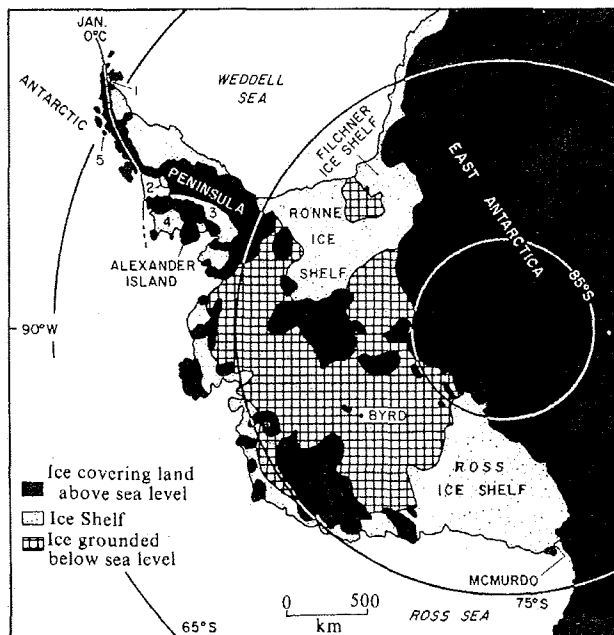 JAN.
0°C
WEDDELL
SEA
ANTARCTIC
1
5
2
PENINSULA
3
4
FILCHNER
ICE SHELF
EAST ANTARCTICA
RONNE
ICE
SHELF
ALEXANDER
ISLAND
85°S
90°W
BYRD
Ice covering land
above sea level
Ice Shelf
Ice grounded
below sea level
ROSS
ICE SHELF
MCMURDO
75°S
0 500
km
65°S
ROSS SEA